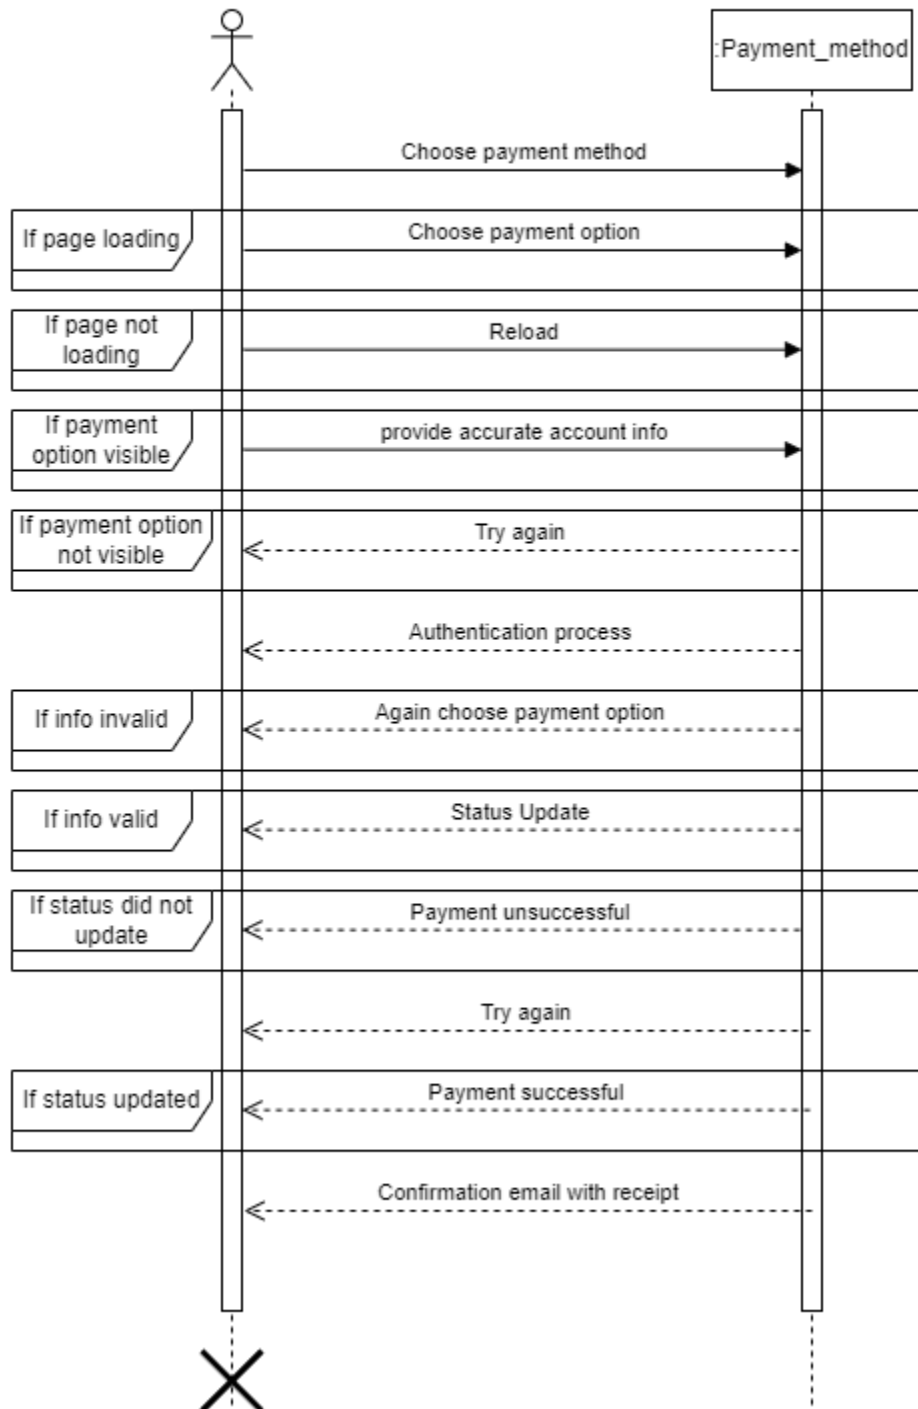 :Payment_method
Choose payment method
If page loading
Choose payment option
If page not
loading
Reload
If payment
option visible
provide accurate account info
If payment option
not visible
Try again
Authentication process
If info invalid
Again choose payment option
If info valid
Status Update
If status did not
update
Payment unsuccessful
Try again
If status updated
Payment successful
Confirmation email with receipt